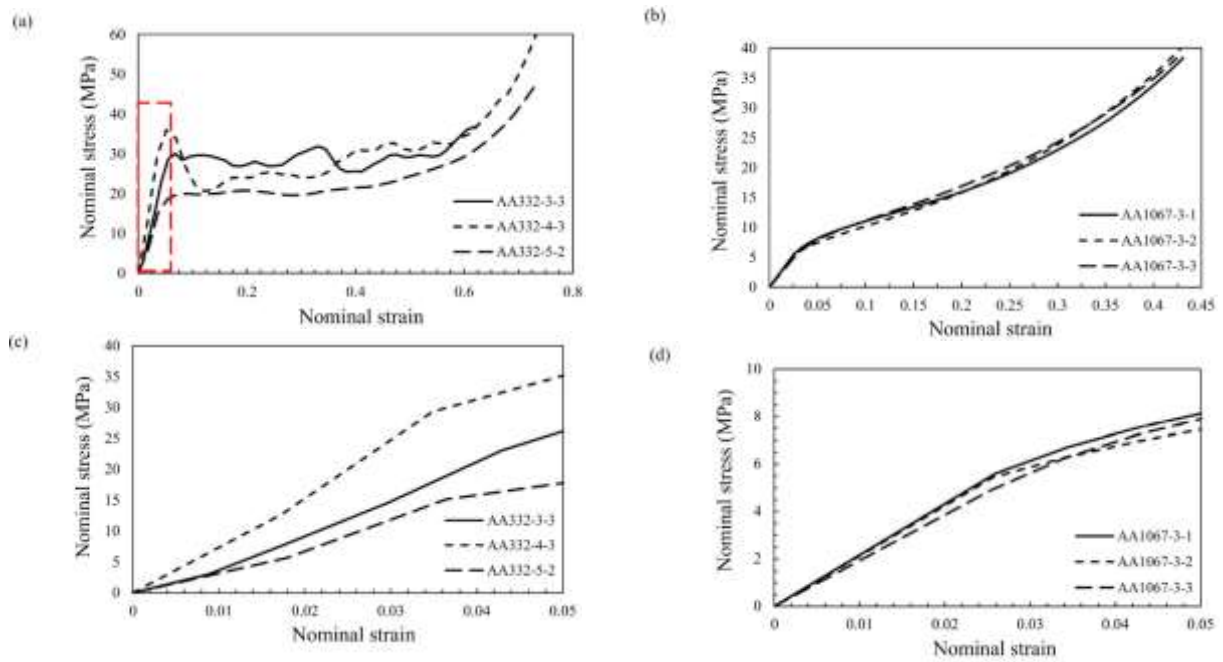 (a)
Nominal stress (MPa)
60
50
40
30
20
10
0
0
0.2
0.4
0.6
0.8
Nominal strain
AA332-3-3
AA332-4-3
AA332-5-2
(b)
Nominal stress (MPa)
40
35
30
25
20
15
10
5
0
0
0.05
0.1
0.15
0.2
0.25
0.3
0.35
0.4
0.45
Nominal strain
AA1067-3-1
AA1067-3-2
AA1067-3-3
(c)
Nominal stress (MPa)
40
35
30
25
20
15
10
5
0
0
0.01
0.02
0.03
0.04
0.05
Nominal strain
AA332-3-3
AA332-4-3
AA332-5-2
(d)
Nominal stress (MPa)
10
8
6
4
2
0
0
0.01
0.02
0.03
0.04
0.05
Nominal strain
AA1067-3-1
AA1067-3-2
AA1067-3-3